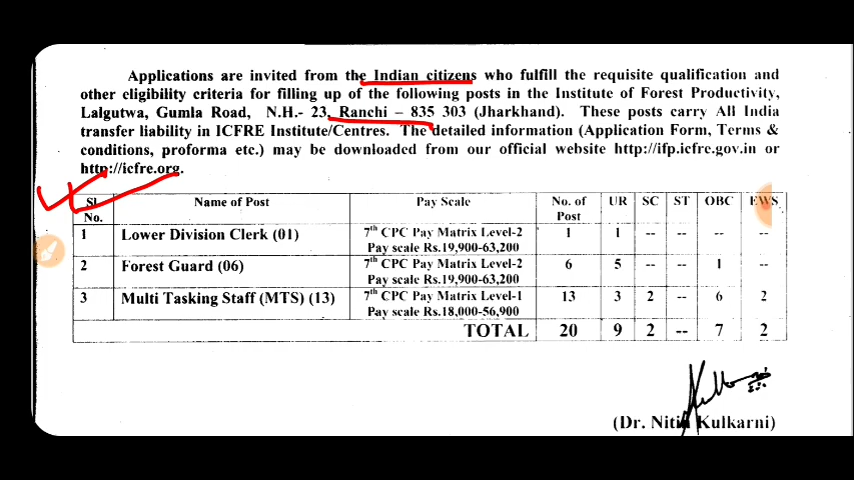 Applications are invited from the Indian citizens who fulfill the requisite qualification and
other eligibility criteria for filling up of the following posts in the Institute of Forest Productivity,
Lalgutwa, Gumla Road, N.H.- 23, Ranchi – 835 303 (Jharkhand). These posts carry All India
transfer liability in ICFRE Institute/Centres. The detailed information (Application Form, Terms &
conditions, proforma etc.) may be downloaded from our official website http://ifp.icfre.gov.in or
http://icfre.org.
Sl. No. Name of Post Pay Scale No. of Post UR SC ST OBC EWS
1 Lower Division Clerk (01) 7th CPC Pay Matrix Level-2 1 1 -- -- -- --
Pay scale Rs.19,900-63,200
2 Forest Guard (06) 7th CPC Pay Matrix Level-2 6 5 -- -- 1 --
Pay scale Rs.19,900-63,200
3 Multi Tasking Staff (MTS) (13) 7th CPC Pay Matrix Level-1 13 3 2 -- 6 2
Pay scale Rs.18,000-56,900
TOTAL 20 9 2 -- 7 2
(Dr. Nitin Kulkarni)